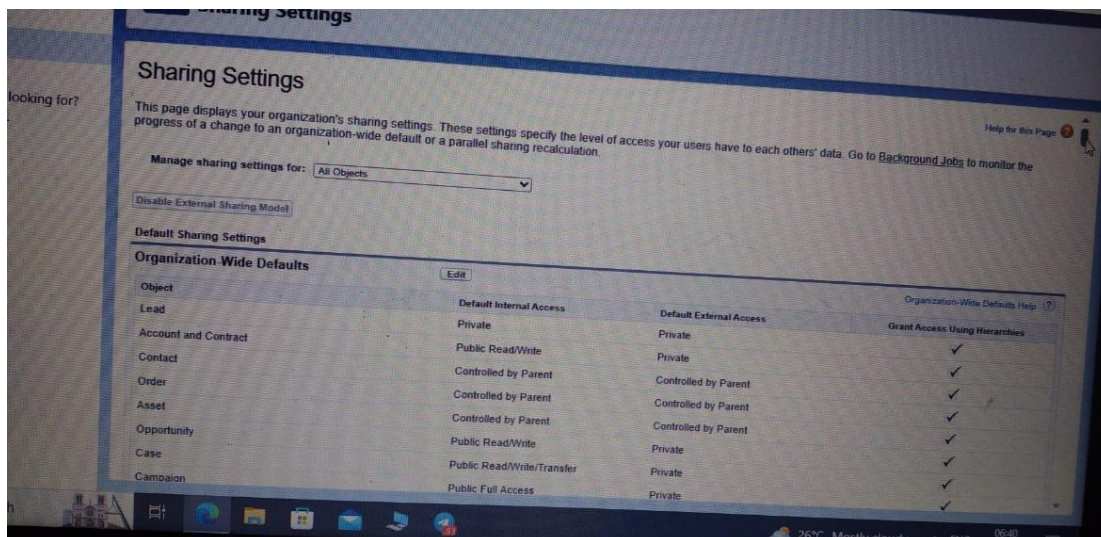 Sharing Settings
looking for?
Sharing Settings
Help for this Page ?
This page displays your organization's sharing settings. These settings specify the level of access your users have to each others' data. Go to Background Jobs to monitor the
progress of a change to an organization-wide default or a parallel sharing recalculation.
Manage sharing settings for: All Objects
Disable External Sharing Model
Default Sharing Settings
Organization-Wide Defaults Edit Organization-Wide Defaults Help ?
Object Default Internal Access Default External Access Grant Access Using Hierarchies
Lead Private Private ✓
Account and Contract Public Read/Write Private ✓
Contact Controlled by Parent Controlled by Parent ✓
Order Controlled by Parent Controlled by Parent ✓
Asset Controlled by Parent Controlled by Parent ✓
Opportunity Public Read/Write Private ✓
Case Public Read/Write/Transfer Private ✓
Campaign Public Full Access Private ✓
26°C Mostly cloudy 06:40